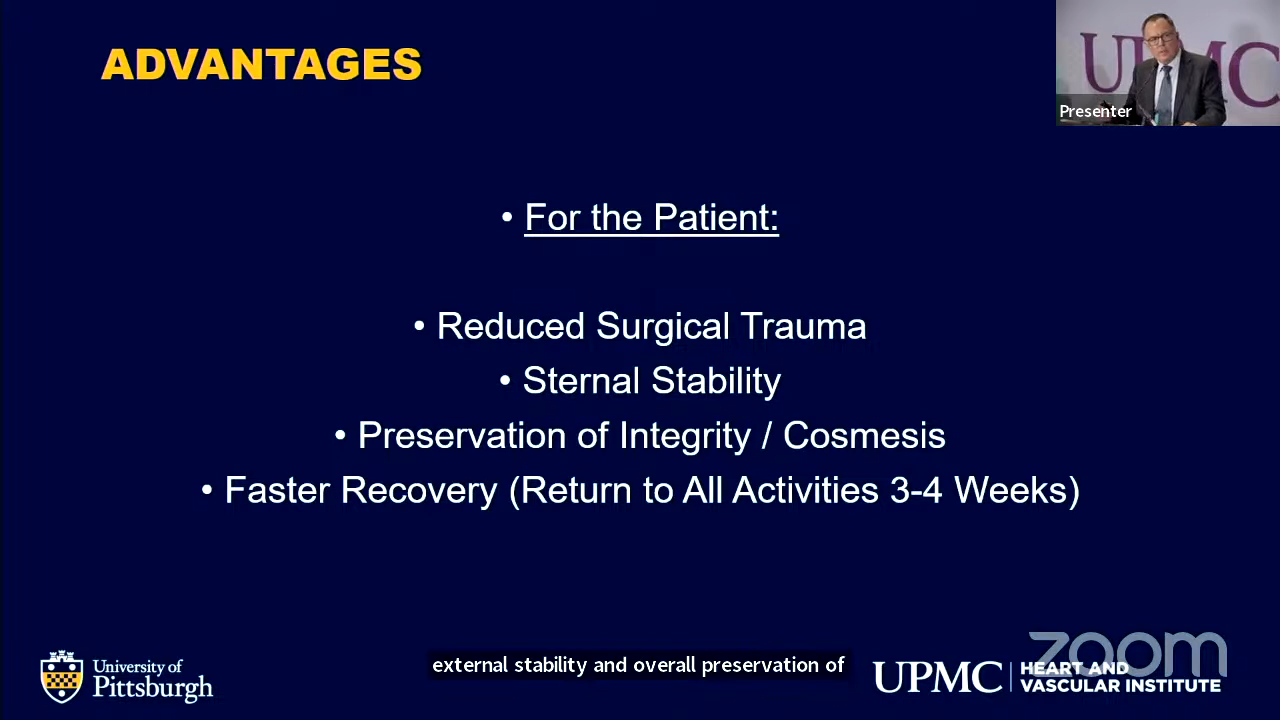 ADVANTAGES
UPMC
Presenter
• For the Patient:
• Reduced Surgical Trauma
• Sternal Stability
• Preservation of Integrity / Cosmesis
• Faster Recovery (Return to All Activities 3-4 Weeks)
University of
Pittsburgh
external stability and overall preservation of
UPMC
HEART AND
VASCULAR INSTITUTE
zoom